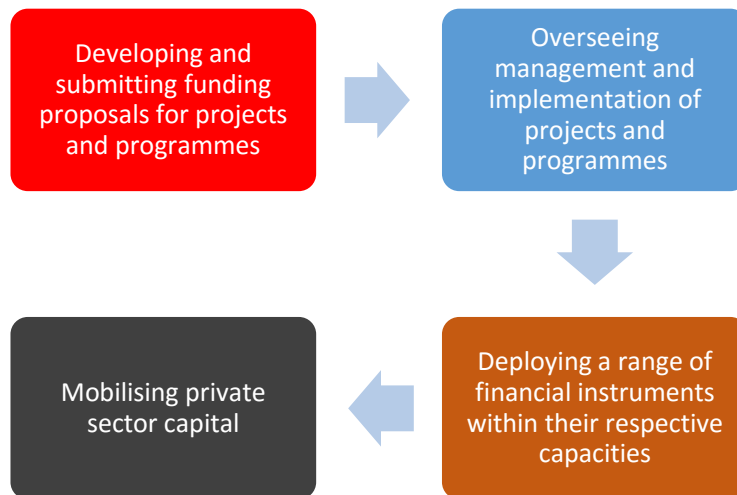 Developing and
submitting funding
proposals for projects
and programmes
Overseeing
management and
implementation of
projects and
programmes
Deploying a range of
financial instruments
within their respective
capacities
Mobilising private
sector capital